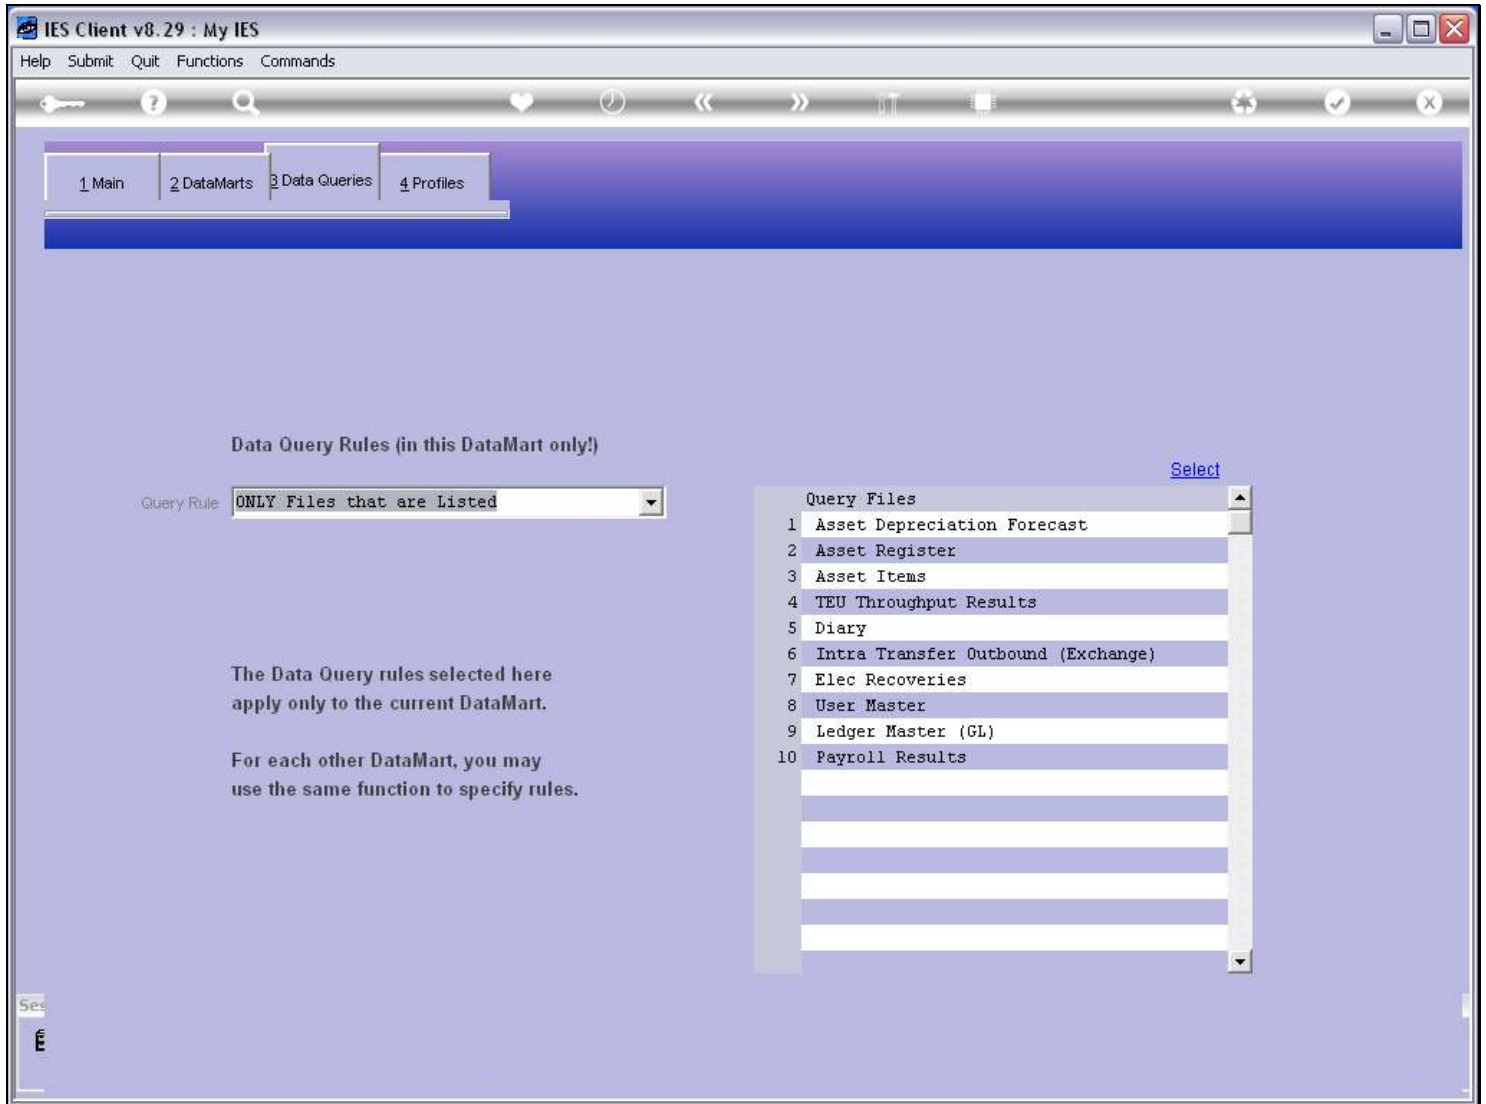 IES Client v8.29 : My IES
Help Submit Quit Functions Commands
1 Main
2 DataMarts
3 Data Queries
4 Profiles
Data Query Rules (in this DataMart only!)
Select
Query Rule ONLY Files that are Listed
Query Files
1 Asset Depreciation Forecast
2 Asset Register
3 Asset Items
4 TEU Throughput Results
5 Diary
6 Intra Transfer Outbound (Exchange)
7 Elec Recoveries
8 User Master
9 Ledger Master (GL)
10 Payroll Results
The Data Query rules selected here
apply only to the current DataMart.
For each other DataMart, you may
use the same function to specify rules.
Ses